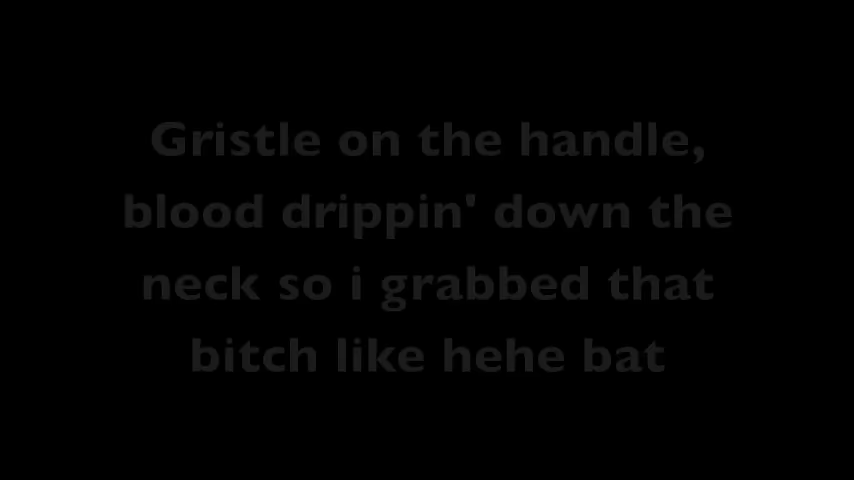 Gristle on the handle,
blood drippin' down the
neck so i grabbed that
bitch like hehe bat